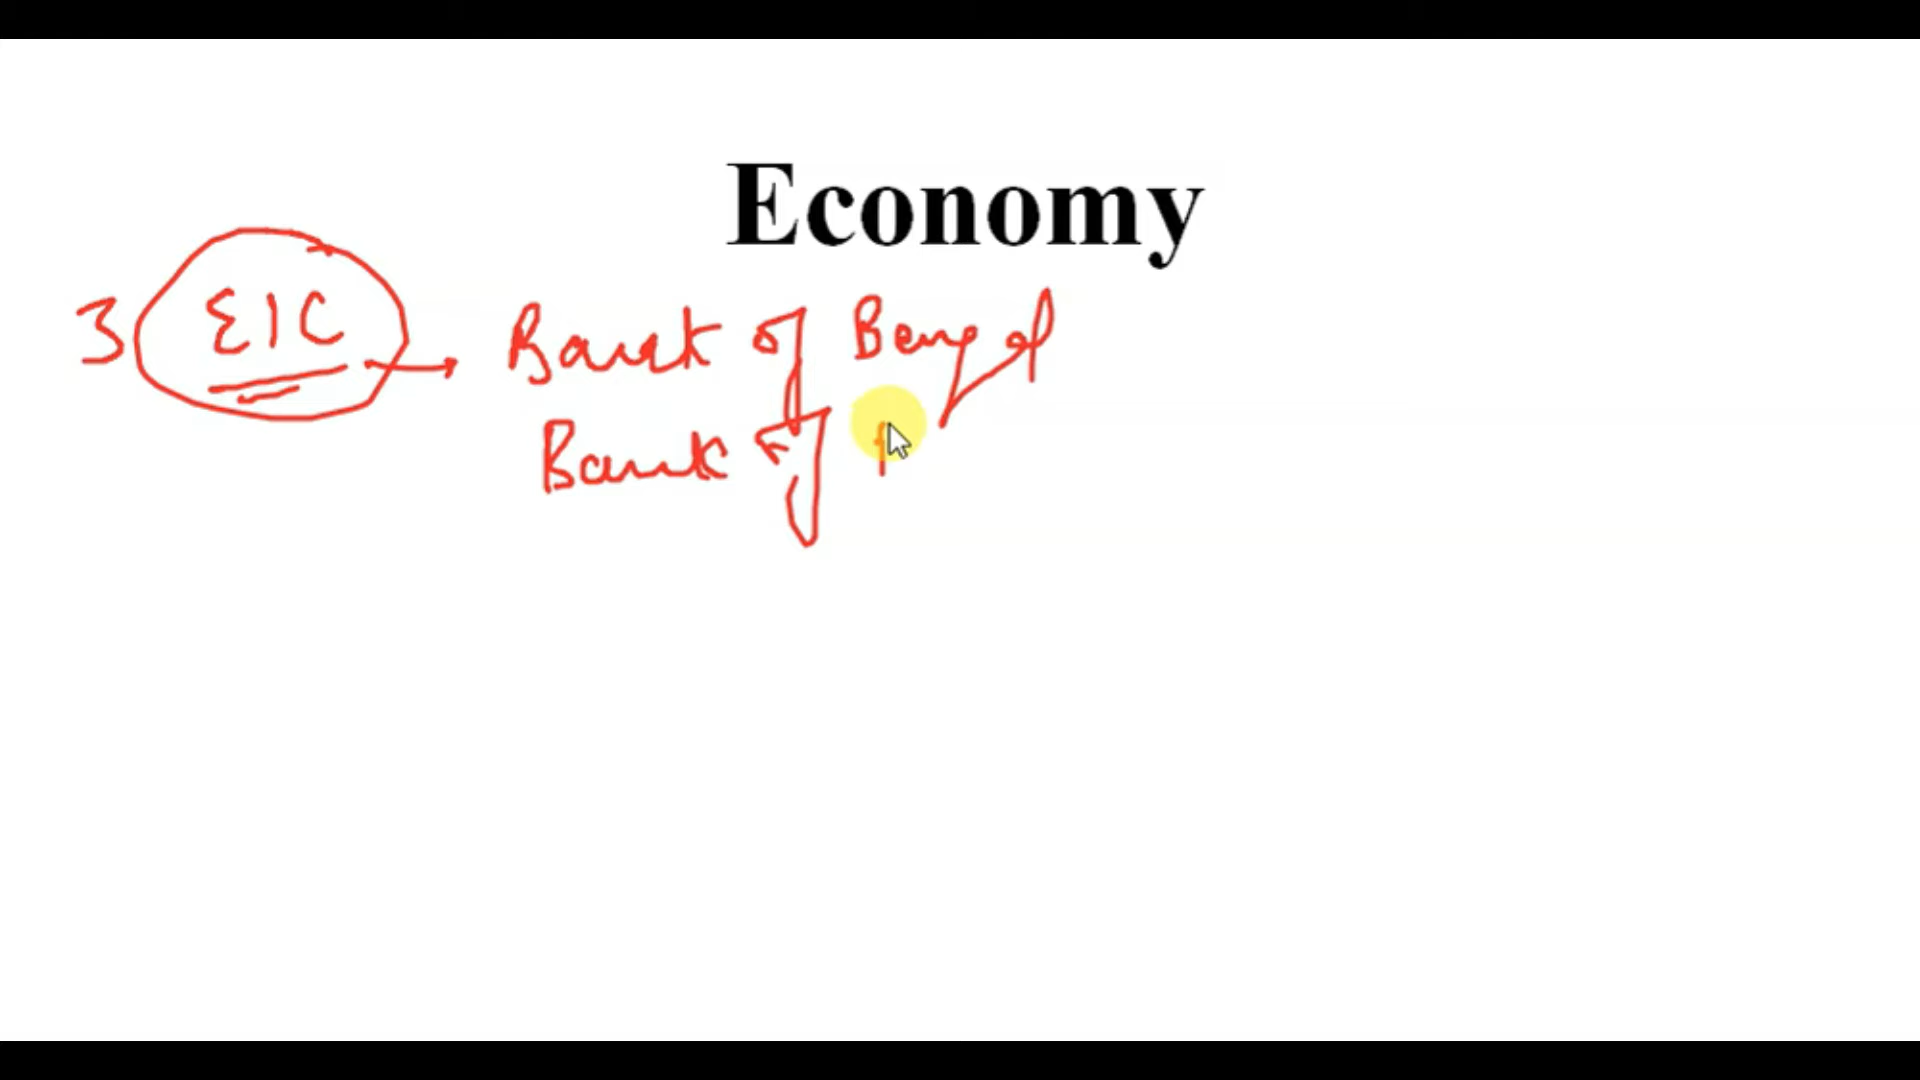 Economy
3 EIC → Bank of Bengal
Bank of